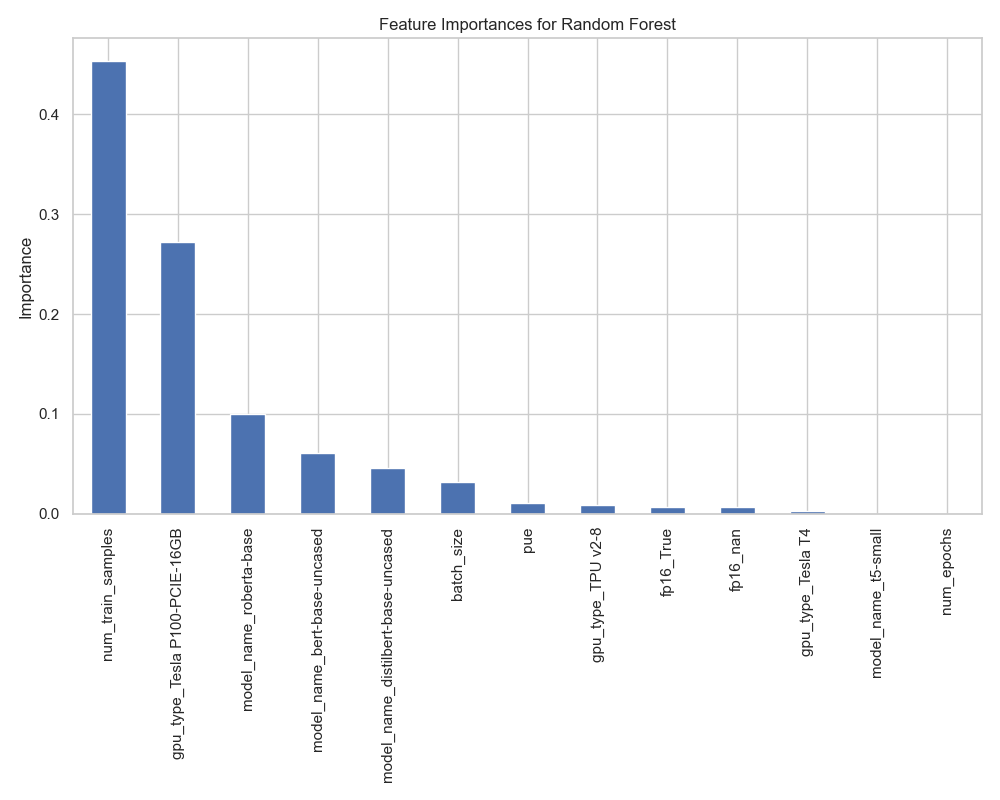 Feature Importances for Random Forest
Importance
0.4
0.3
0.2
0.1
0.0
num_train_samples
gpu_type_Tesla P100-PCIE-16GB
model_name_roberta-base
model_name_bert-base-uncased
model_name_distilbert-base-uncased
batch_size
pue
gpu_type_TPU v2-8
fp16_True
fp16_nan
gpu_type_Tesla T4
model_name_t5-small
num_epochs